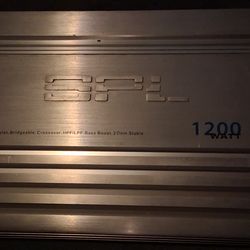 SPL
Bridgeable, Crossover, HPF/LPF Bass Boost, 2 Ohm Stable
1200
WATT